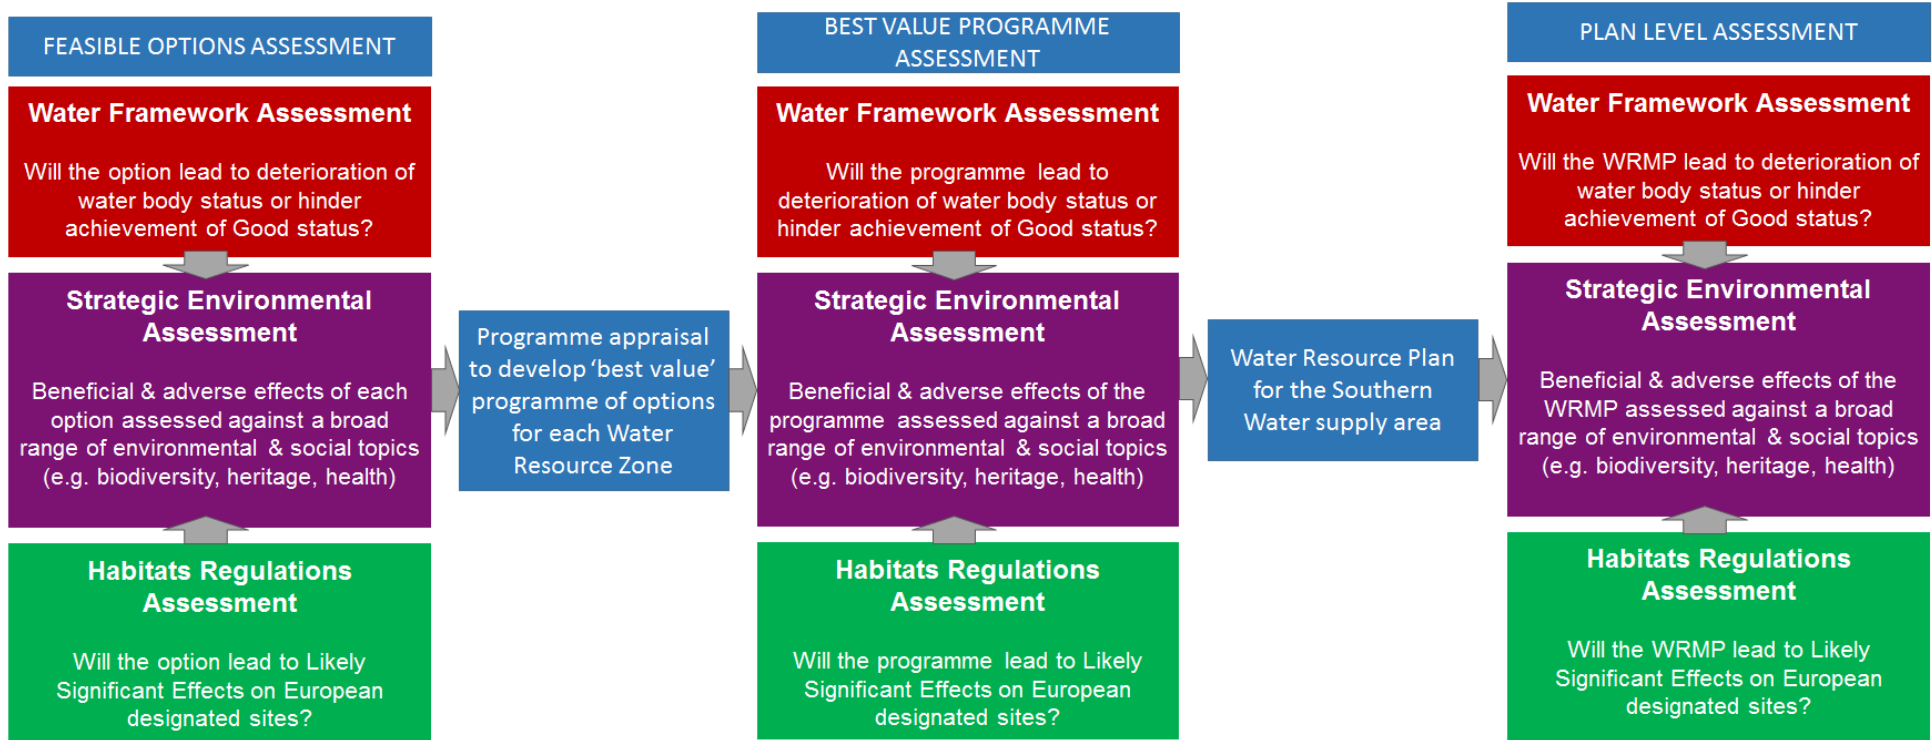 FEASIBLE OPTIONS ASSESSMENT
Water Framework Assessment
Will the option lead to deterioration of
water body status or hinder
achievement of Good status?
Strategic Environmental
Assessment
Beneficial & adverse effects of each
option assessed against a broad
range of environmental & social topics
(e.g. biodiversity, heritage, health)
Habitats Regulations
Assessment
Will the option lead to Likely
Significant Effects on European
designated sites?
Programme appraisal
to develop ‘best value’
programme of options
for each Water
Resource Zone
BEST VALUE PROGRAMME
ASSESSMENT
Water Framework Assessment
Will the programme lead to
deterioration of water body status or
hinder achievement of Good status?
Strategic Environmental
Assessment
Beneficial & adverse effects of the
programme assessed against a broad
range of environmental & social topics
(e.g. biodiversity, heritage, health)
Habitats Regulations
Assessment
Will the programme lead to Likely
Significant Effects on European
designated sites?
Water Resource Plan
for the Southern
Water supply area
PLAN LEVEL ASSESSMENT
Water Framework Assessment
Will the WRMP lead to deterioration of
water body status or hinder
achievement of Good status?
Strategic Environmental
Assessment
Beneficial & adverse effects of the
WRMP assessed against a broad
range of environmental & social topics
(e.g. biodiversity, heritage, health)
Habitats Regulations
Assessment
Will the WRMP lead to Likely
Significant Effects on European
designated sites?